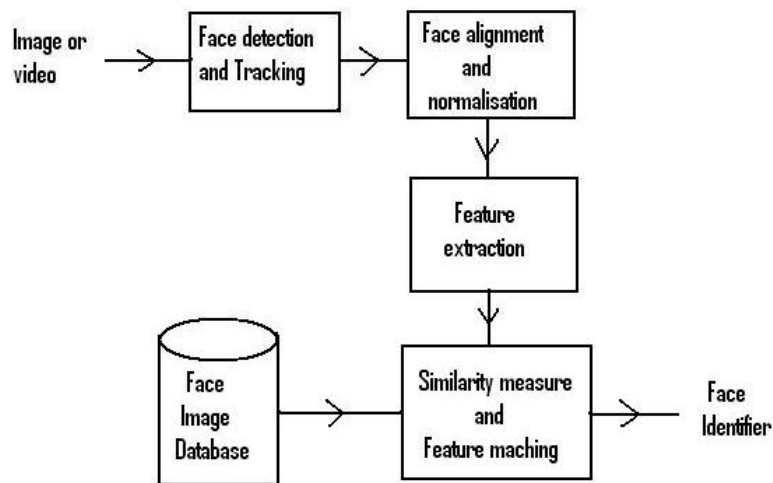 Image or
video
Face detection
and Tracking
Face alignment
and
normalisation
Feature
extraction
Face
Image
Database
Similarity measure
and
Feature maching
Face
Identifier